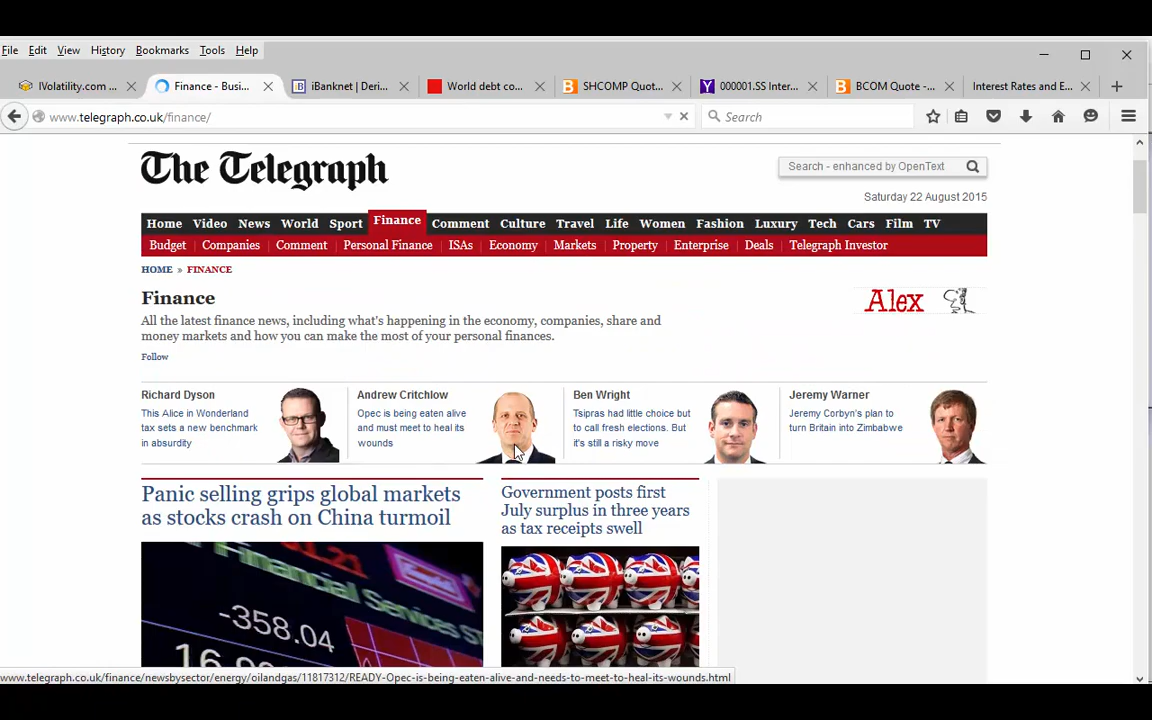 File Edit View History Bookmarks Tools Help
IVolatility.com ... Finance - Busi... iBanknet | Deri... World debt co... SHCOMP Quot... 000001.SS Inter... BCOM Quote -... Interest Rates and E...
www.telegraph.co.uk/finance/ Search
The Telegraph
Search - enhanced by OpenText
Saturday 22 August 2015
Home Video News World Sport Finance Comment Culture Travel Life Women Fashion Luxury Tech Cars Film TV
Budget Companies Comment Personal Finance ISAs Economy Markets Property Enterprise Deals Telegraph Investor
HOME » FINANCE
Finance
Alex
All the latest finance news, including what's happening in the economy, companies, share and
money markets and how you can make the most of your personal finances.
Follow
Richard Dyson
This Alice in Wonderland
tax sets a new benchmark
in absurdity
Andrew Critchlow
Opec is being eaten alive
and must meet to heal its
wounds
Ben Wright
Tsipras had little choice but
to call fresh elections. But
it's still a risky move
Jeremy Warner
Jeremy Corbyn's plan to
turn Britain into Zimbabwe
Panic selling grips global markets
as stocks crash on China turmoil
Government posts first
July surplus in three years
as tax receipts swell
Financial Services
-358.04
www.telegraph.co.uk/finance/newsbysector/energy/oilandgas/11817312/READY-Opec-is-being-eaten-alive-and-needs-to-meet-to-heal-its-wounds.html